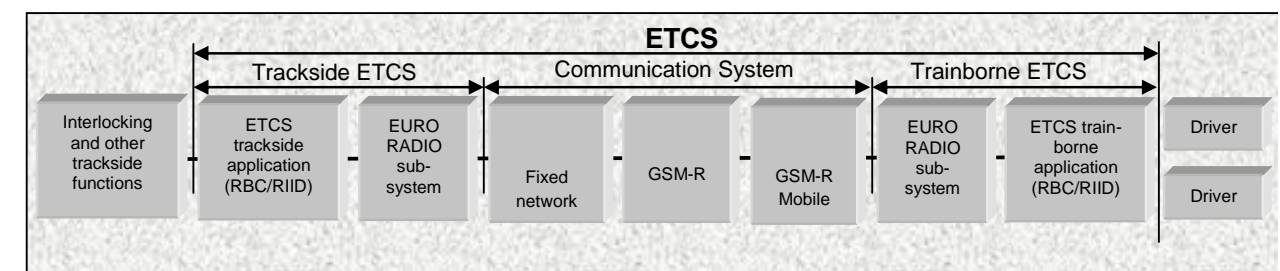 ETCS
Trackside ETCS
Communication System
Trainborne ETCS
Interlocking
and other
trackside
functions
ETCS
trackside
application
(RBC/RIID)
EURO
RADIO
sub-
system
Fixed
network
GSM-R
GSM-R
Mobile
EURO
RADIO
sub-
system
ETCS train-
borne
application
(RBC/RIID)
Driver
Driver